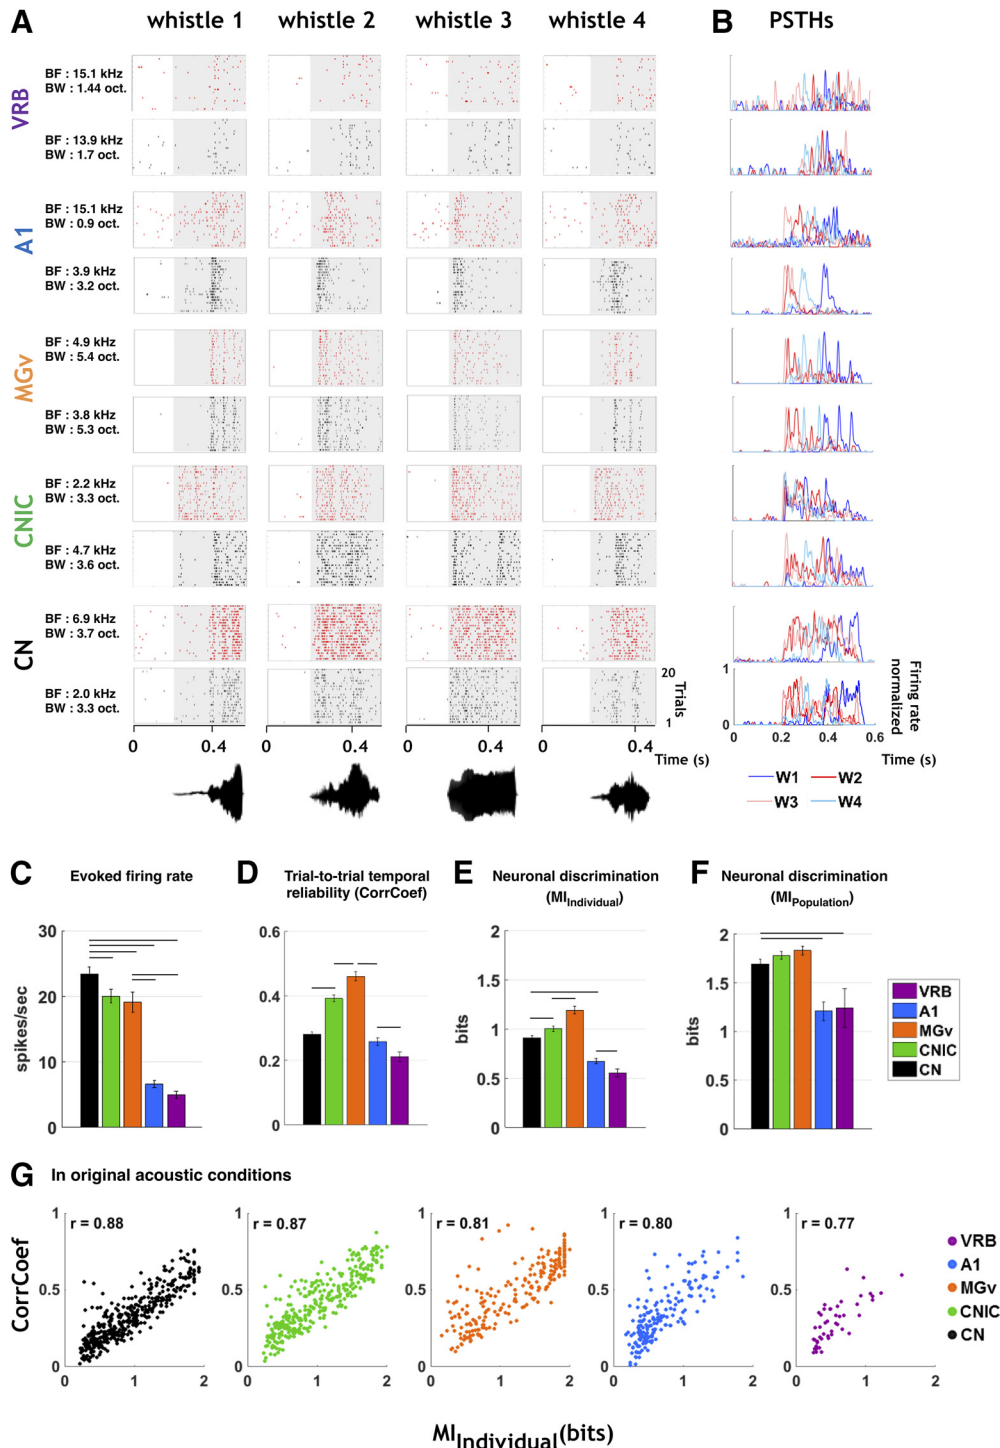 A whistle 1 whistle 2 whistle 3 whistle 4 B PSTHs
VRB
BF : 15.1 kHz
BW : 1.44 oct.
BF : 13.9 kHz
BW : 1.7 oct.
A1
BF : 15.1 kHz
BW : 0.9 oct.
BF : 3.9 kHz
BW : 3.2 oct.
MGv
BF : 4.9 kHz
BW : 5.4 oct.
BF : 3.8 kHz
BW : 5.3 oct.
CNIC
BF : 2.2 kHz
BW : 3.3 oct.
BF : 4.7 kHz
BW : 3.6 oct.
CN
BF : 6.9 kHz
BW : 3.7 oct.
BF : 2.0 kHz
BW : 3.3 oct.
20
Trials
1
1
0
Firing rate
normalized
0 0.4 0 0.4 0 0.4 0 0.4
Time (s)
0 0.2 0.4 0.6
Time (s)
W1 W2
W3 W4
C Evoked firing rate
30
20
10
0
spikes/sec
D Trial-to-trial temporal
reliability (CorrCoef)
0.6
0.4
0.2
0
E Neuronal discrimination
(MIIndividual)
2
1.5
1
0.5
0
bits
F Neuronal discrimination
(MIPopulation)
2
1.5
1
0.5
0
bits
VRB
A1
MGv
CNIC
CN
G In original acoustic conditions
CorrCoef
1
0.5
0
r = 0.88
0 1 2
1
0.5
0
r = 0.87
0 1 2
1
0.5
0
r = 0.81
0 1 2
1
0.5
0
r = 0.80
0 1 2
1
0.5
0
r = 0.77
0 1 2
VRB
A1
MGv
CNIC
CN
MIIndividual(bits)